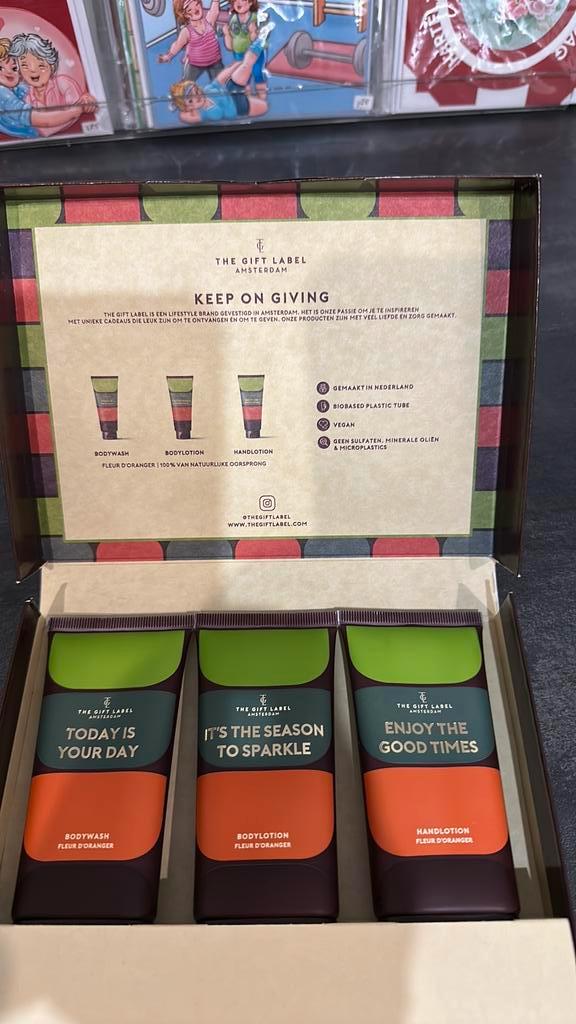 THE GIFT LABEL
AMSTERDAM
KEEP ON GIVING
THE GIFT LABEL IS EEN LIFESTYLE BRAND GEVESTIGD IN AMSTERDAM. HET IS ONZE PASSIE OM JE TE INSPIREREN
MET UNIEKE CADEAUS DIE LEUK ZIJN OM TE ONTVANGEN ÉN OM TE GEVEN. ONZE PRODUCTEN ZIJN MET VEEL LIEFDE EN ZORG GEMAAKT.
GEMAAKT IN NEDERLAND
BIOBASED PLASTIC TUBE
VEGAN
GEEN SULFATEN, MINERALE OLIËN
& MICROPLASTICS
BODYWASH
BODYLOTION
HANDLOTION
FLEUR D'ORANGER | 100% VAN NATUURLIJKE OORSPRONG
@THEGIFTLABEL
WWW.THEGIFTLABEL.COM
THE GIFT LABEL
AMSTERDAM
TODAY IS
YOUR DAY
BODYWASH
FLEUR D'ORANGER
THE GIFT LABEL
AMSTERDAM
IT'S THE SEASON
TO SPARKLE
BODYLOTION
FLEUR D'ORANGER
THE GIFT LABEL
AMSTERDAM
ENJOY THE
GOOD TIMES
HANDLOTION
FLEUR D'ORANGER